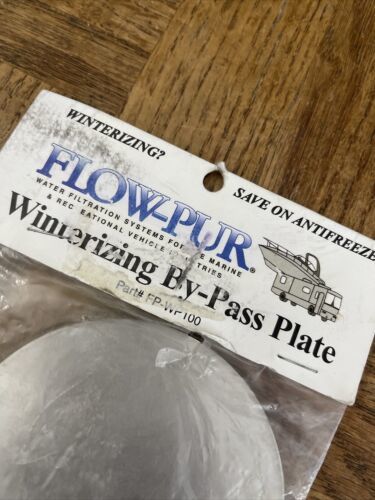 WINTERIZING?
SAVE ON ANTIFREEZE
FLOW-PUR®
WATER FILTRATION SYSTEMS FOR THE MARINE
& RECREATIONAL VEHICLE INDUSTRIES
Winterizing By-Pass Plate
Part# FP-WP100